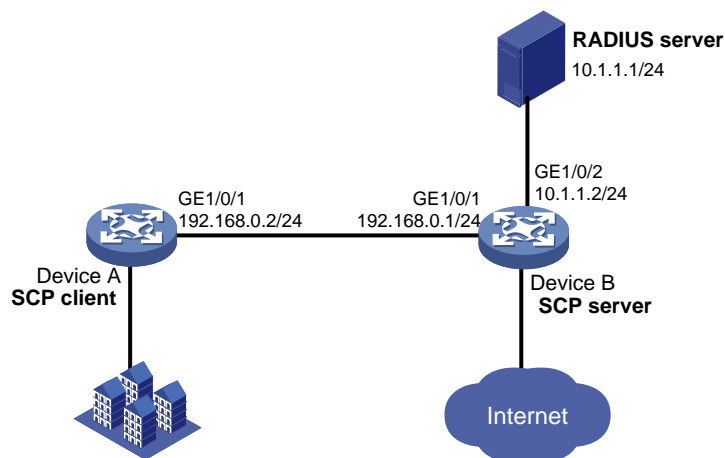 RADIUS server
10.1.1.1/24
GE1/0/2
10.1.1.2/24
GE1/0/1
192.168.0.2/24
GE1/0/1
192.168.0.1/24
Device A
SCP client
Device B
SCP server
Internet